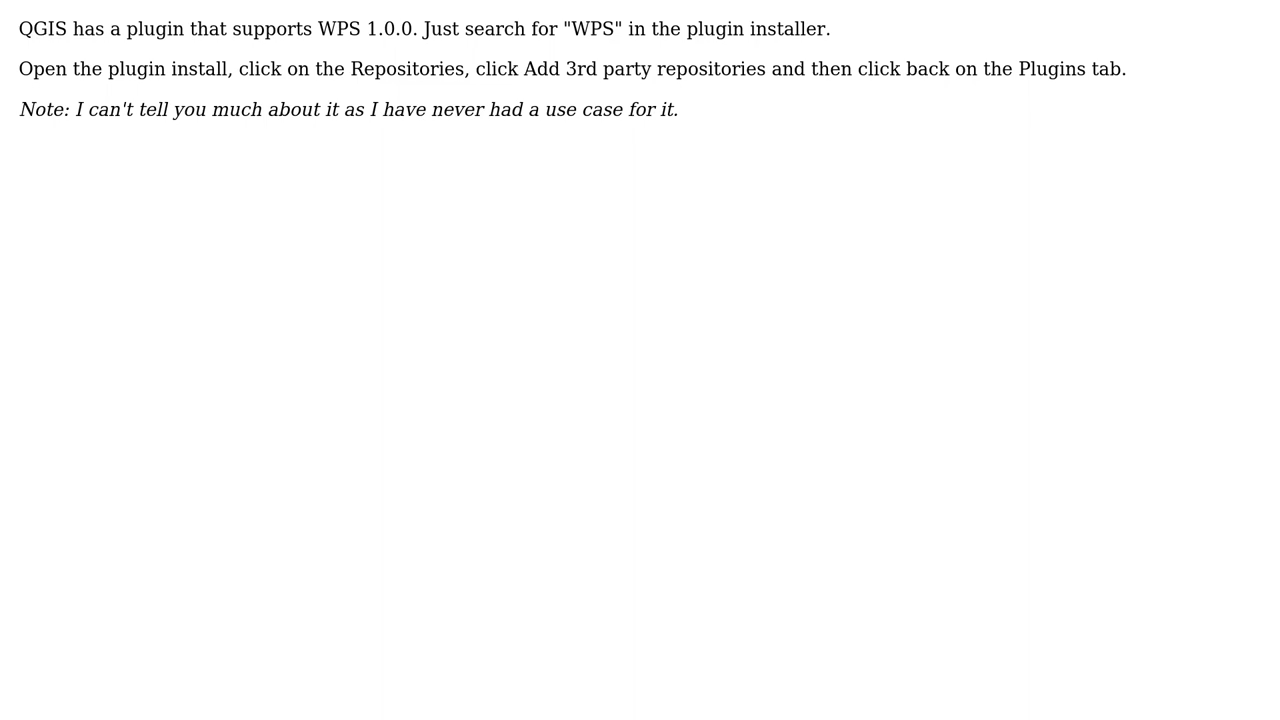 QGIS has a plugin that supports WPS 1.0.0. Just search for "WPS" in the plugin installer.
Open the plugin install, click on the Repositories, click Add 3rd party repositories and then click back on the Plugins tab.
Note: I can't tell you much about it as I have never had a use case for it.